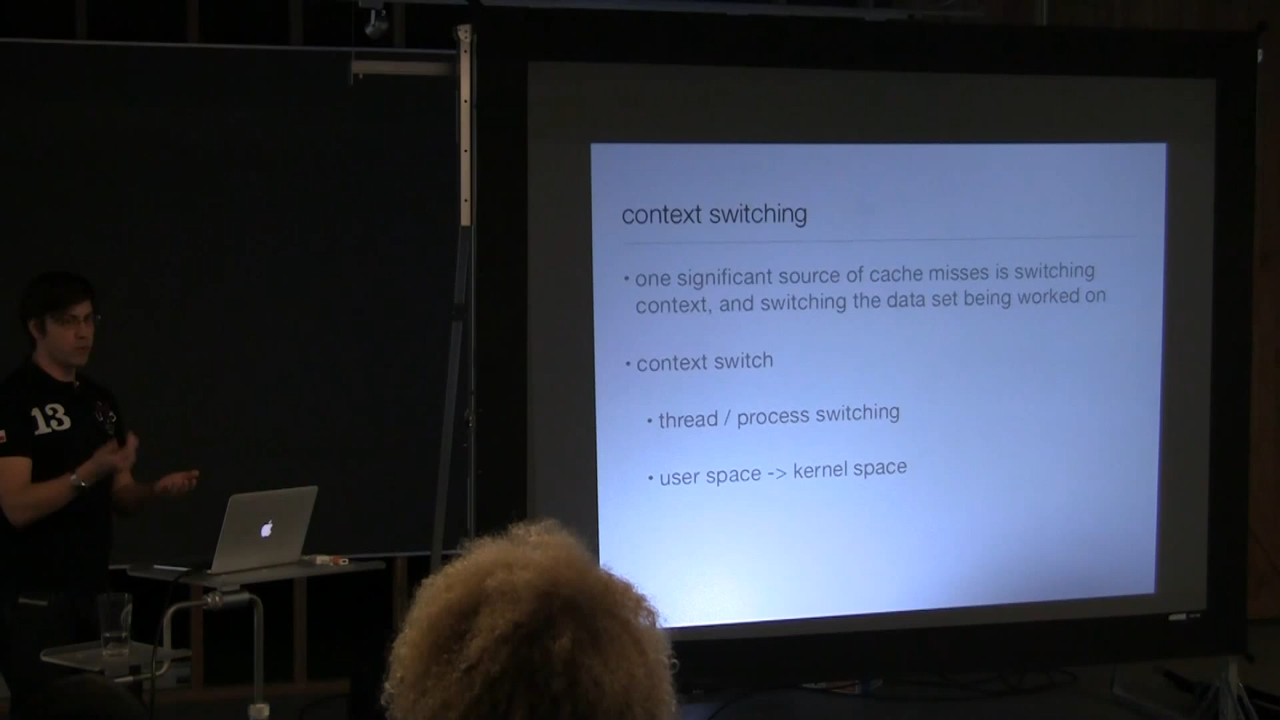 context switching
• one significant source of cache misses is switching
context, and switching the data set being worked on
• context switch
• thread / process switching
• user space -> kernel space
13